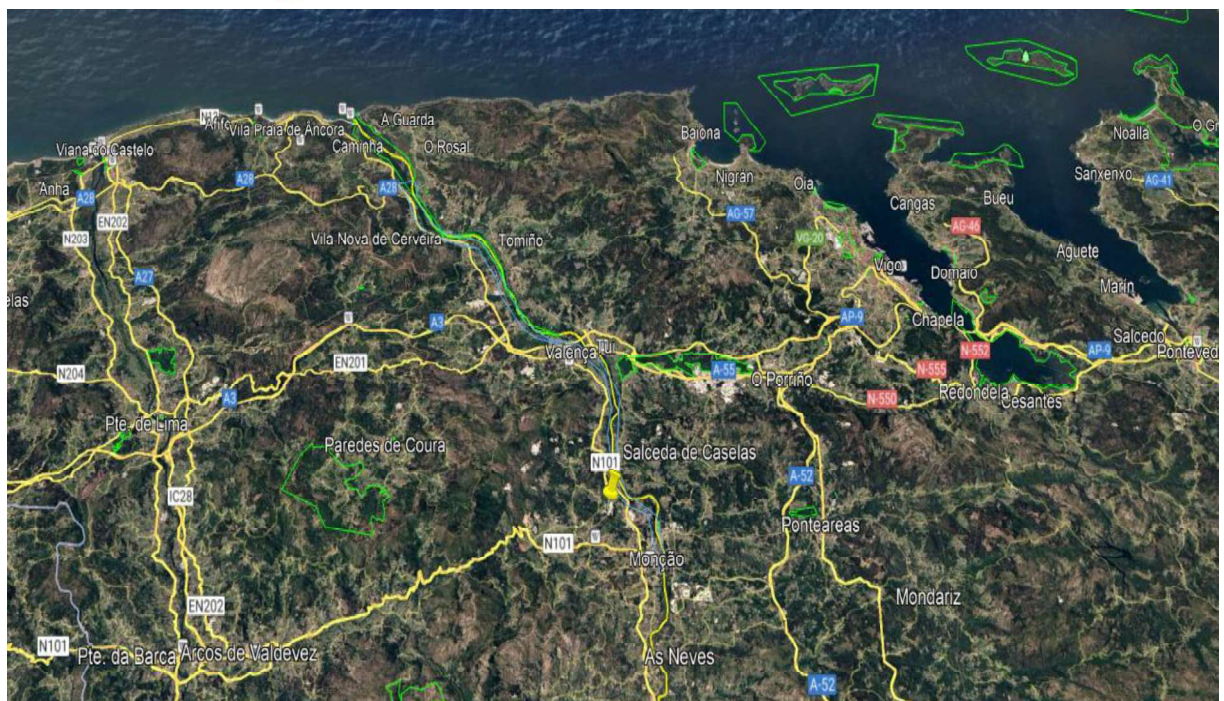 N13
Afife
Vila Praia de Âncora
A Guarda
Caminha
O Rosal
Viana do Castelo
Anha
A28
A28
A28
EN202
N203
A27
Vila Nova de Cerveira
Tomiño
Baiona
Nigrán
AG-57
Oia
VG-20
Vigo
Cangas
Bueu
AG-46
Domaio
Aguete
Marín
Noalla
O Gr
Sanxenxo
AG-41
elas
A3
EN201
Valença
Tui
A-55
AP-9
Chapela
N-552
AP-9
Salcedo
Ponteved
N-555
Redondela
Cesantes
N-550
O Porriño
N204
A3
Pte. de Lima
Paredes de Coura
Salceda de Caselas
N101
A-52
Ponteareas
IC28
N101
Monção
Mondariz
EN202
N101
Pte. da Barca
Arcos de Valdevez
As Neves
A-52